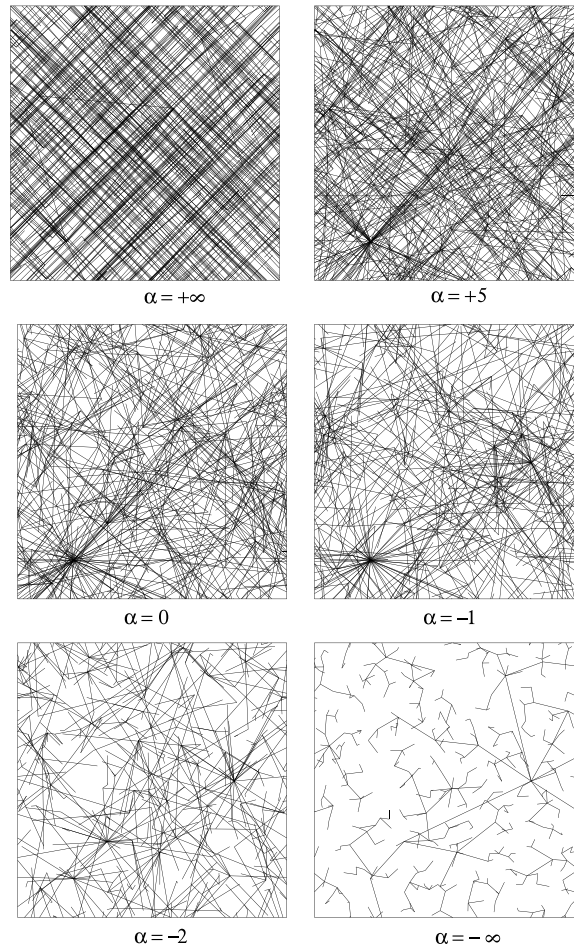 α = +∞
α = +5
α = 0
α = −1
α = −2
α = − ∞